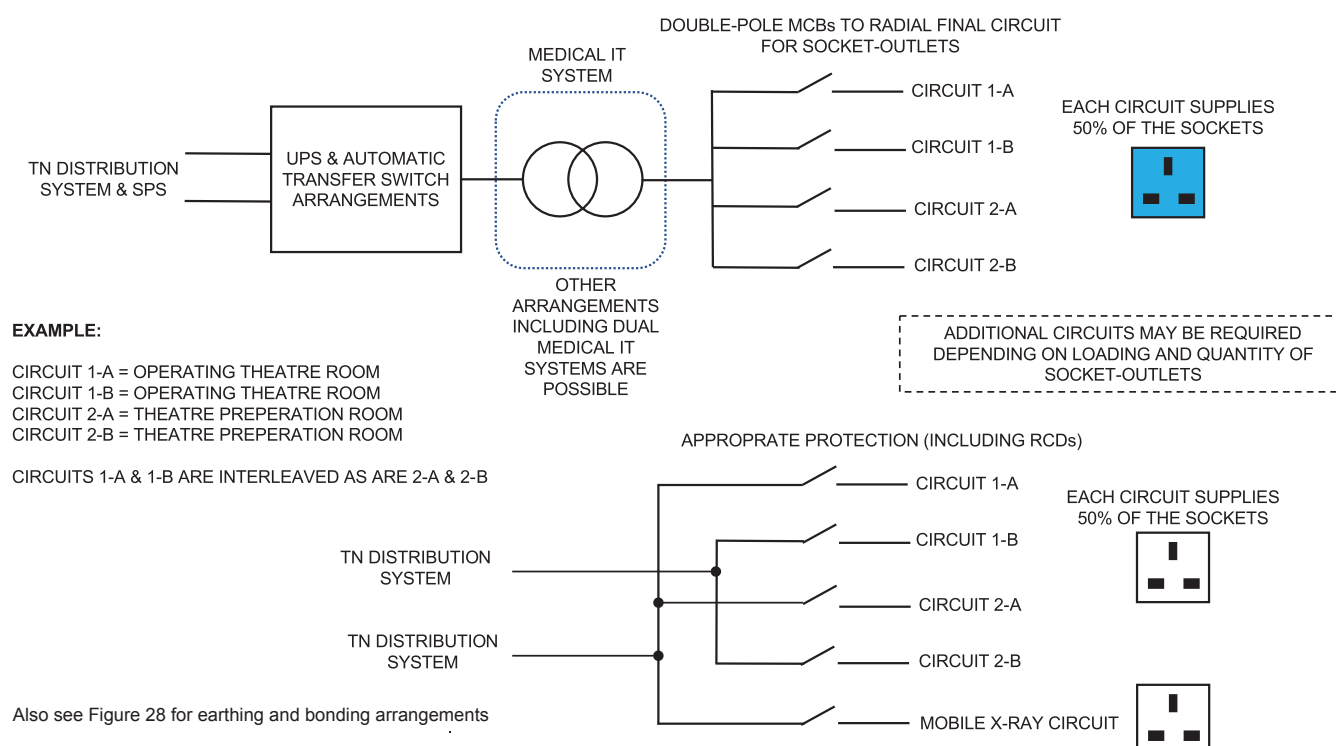 DOUBLE-POLE MCBs TO RADIAL FINAL CIRCUIT
FOR SOCKET-OUTLETS
MEDICAL IT
SYSTEM
CIRCUIT 1-A
EACH CIRCUIT SUPPLIES
50% OF THE SOCKETS
CIRCUIT 1-B
TN DISTRIBUTION
SYSTEM & SPS
UPS & AUTOMATIC
TRANSFER SWITCH
ARRANGEMENTS
CIRCUIT 2-A
CIRCUIT 2-B
OTHER
ARRANGEMENTS
INCLUDING DUAL
MEDICAL IT
SYSTEMS ARE
POSSIBLE
ADDITIONAL CIRCUITS MAY BE REQUIRED
DEPENDING ON LOADING AND QUANTITY OF
SOCKET-OUTLETS
EXAMPLE:
CIRCUIT 1-A = OPERATING THEATRE ROOM
CIRCUIT 1-B = OPERATING THEATRE ROOM
CIRCUIT 2-A = THEATRE PREPERATION ROOM
CIRCUIT 2-B = THEATRE PREPERATION ROOM
CIRCUITS 1-A & 1-B ARE INTERLEAVED AS ARE 2-A & 2-B
APPROPRATE PROTECTION (INCLUDING RCDs)
CIRCUIT 1-A
EACH CIRCUIT SUPPLIES
50% OF THE SOCKETS
CIRCUIT 1-B
TN DISTRIBUTION
SYSTEM
CIRCUIT 2-A
TN DISTRIBUTION
SYSTEM
CIRCUIT 2-B
MOBILE X-RAY CIRCUIT
Also see Figure 28 for earthing and bonding arrangements